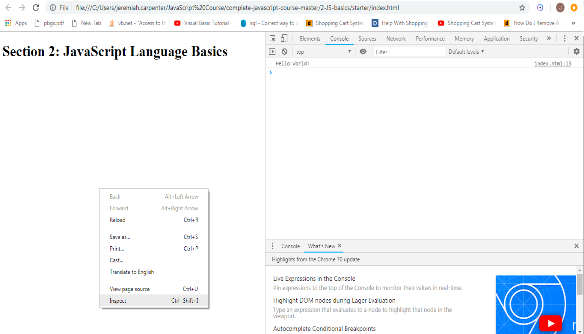 File | file:///C:/Users/jeremiah.carpenter/JavaScript%20Course/complete-javascript-course-master/2-JS-basics/starter/index.html
Apps pbgs.pdf New Tab vb.net - "Access to t Visual Basic Tutorial sql - Correct way to Shopping Cart Syste Help With Shopping Shopping Cart Syste How Do I Remove A
Section 2: JavaScript Language Basics
Elements Console Sources Network Performance Memory Application Security »
top Filter Default levels
Hello World! index.html:13
Back Alt+Left Arrow
Forward Alt+Right Arrow
Reload Ctrl+R
Save as... Ctrl+S
Print... Ctrl+P
Cast...
Translate to English
View page source Ctrl+U
Inspect Ctrl+Shift+I
Console What's New
Highlights from the Chrome 70 update
Live Expressions in the Console
Pin expressions to the top of the Console to monitor their values in real-time.
Highlight DOM nodes during Eager Evaluation
Type an expression that evaluates to a node to highlight that node in the
viewport.
Autocomplete Conditional Breakpoints